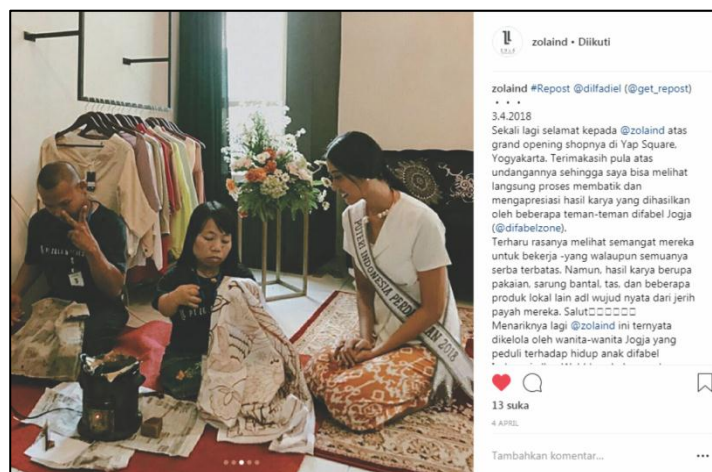 zolaind • Diikuti
zolaind #Repost @dilfadiel (@get_repost)
• • •
3.4.2018
Sekali lagi selamat kepada @zolaind atas
grand opening shopnya di Yap Square,
Yogyakarta. Terimakasih pula atas
undangannya sehingga saya bisa melihat
langsung proses membatik dan
mengapresiasi hasil karya yang dihasilkan
oleh beberapa teman-teman difabel Jogja
(@difabelzone).
Terharu rasanya melihat semangat mereka
untuk bekerja -yang walaupun semuanya
serba terbatas. Namun, hasil karya berupa
pakaian, sarung bantal, tas, dan beberapa
produk lokal lain adl wujud nyata dari jerih
payah mereka. Salut□□□□□□
Menariknya lagi @zolaind ini ternyata
dikelola oleh wanita-wanita Jogja yang
peduli terhadap hidup anak difabel
13 suka
4 APRIL
Tambahkan komentar...
PUTERI INDONESIA 2018